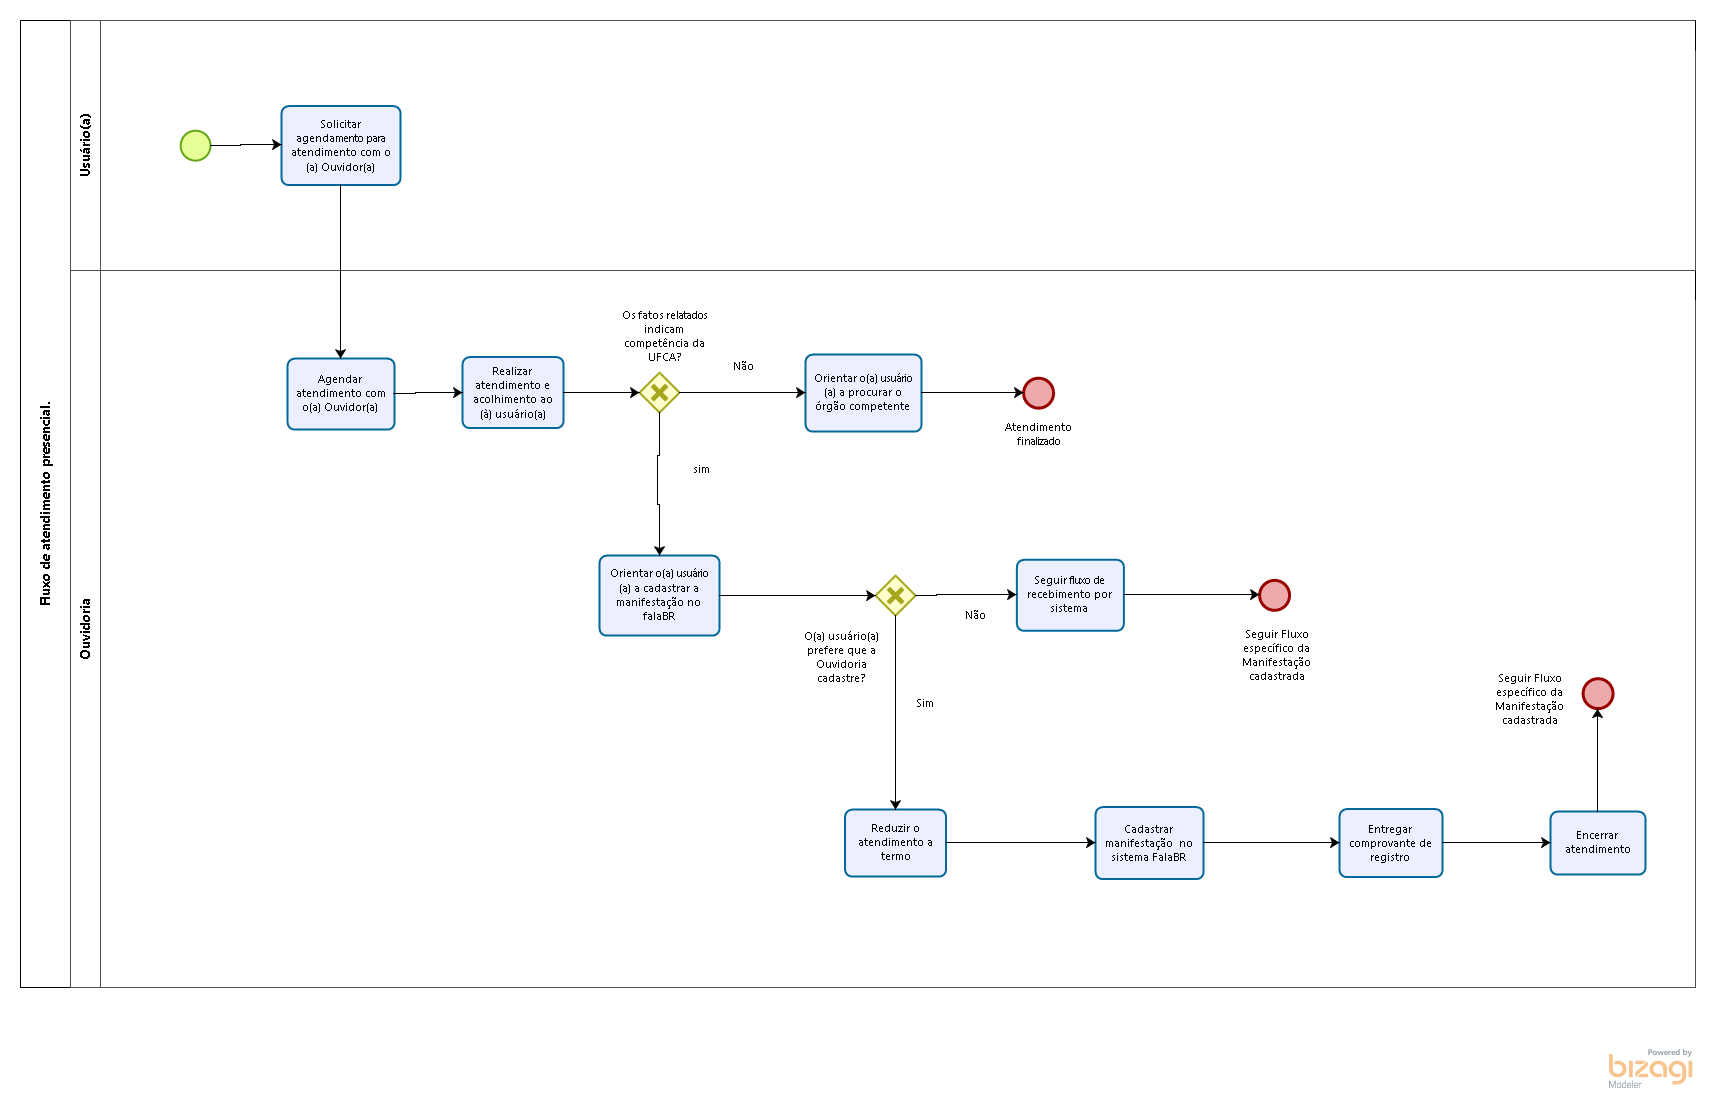 Fluxo de atendimento presencial.
Usuário(a)
Solicitar
agendamento para
atendimento com o
(a) Ouvidor(a)
Ouvidoria
Agendar
atendimento com
o(a) Ouvidor(a)
Realizar
atendimento e
acolhimento ao
(à) usuário(a)
Os fatos relatados
indicam
competência da
UFCA?
Não
Orientar o(a) usuário
(a) a procurar o
órgão competente
Atendimento
finalizado
sim
Orientar o(a) usuário
(a) a cadastrar a
manifestação no
falaBR
O(a) usuário(a)
prefere que a
Ouvidoria
cadastre?
Não
Seguir fluxo de
recebimento por
sistema
Seguir Fluxo
específico da
Manifestação
cadastrada
Sim
Reduzir o
atendimento a
termo
Cadastrar
manifestação  no
sistema FalaBR
Entregar
comprovante de
registro
Encerrar
atendimento
Seguir Fluxo
específico da
Manifestação
cadastrada
Powered by
bizagi
Modeler